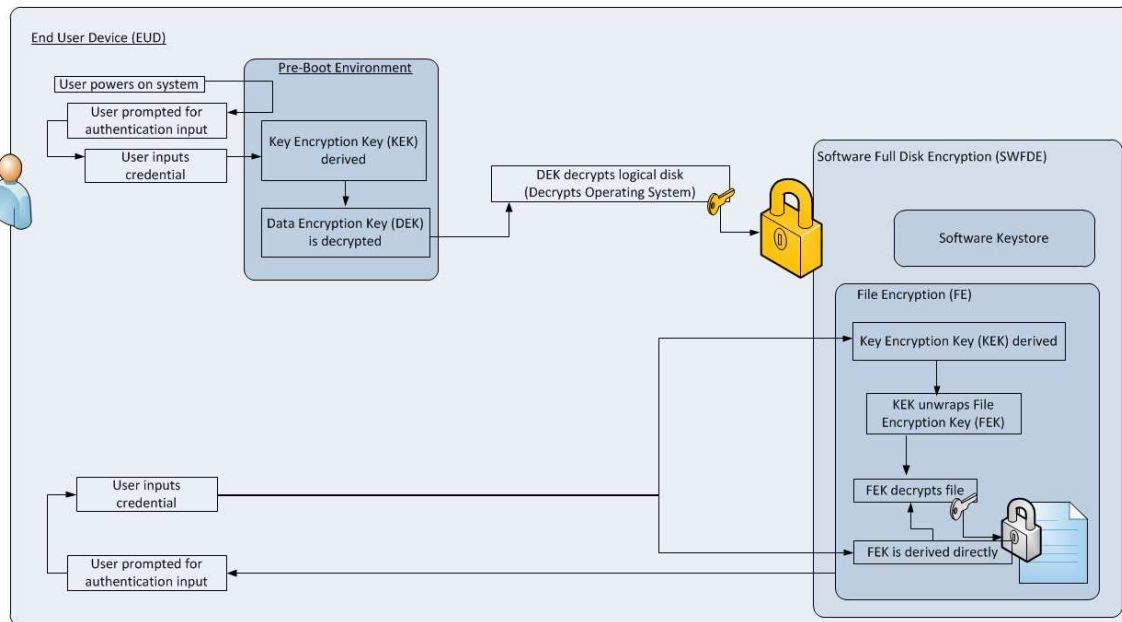 End User Device (EUD)
Pre-Boot Environment
User powers on system
User prompted for
authentication input
User inputs
credential
Key Encryption Key (KEK)
derived
Data Encryption Key (DEK)
is decrypted
DEK decrypts logical disk
(Decrypts Operating System)
Software Full Disk Encryption (SWFDE)
Software Keystore
File Encryption (FE)
Key Encryption Key (KEK) derived
KEK unwraps File
Encryption Key (FEK)
FEK decrypts file
FEK is derived directly
User inputs
credential
User prompted for
authentication input